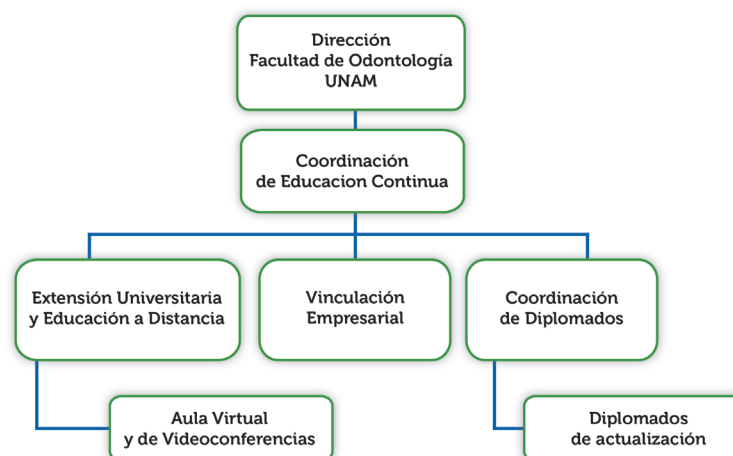 Dirección
Facultad de Odontología
UNAM
Coordinación
de Educacion Continua
Extensión Universitaria
y Educación a Distancia
Vinculación
Empresarial
Coordinación
de Diplomados
Aula Virtual
y de Videoconferencias
Diplomados
de actualización